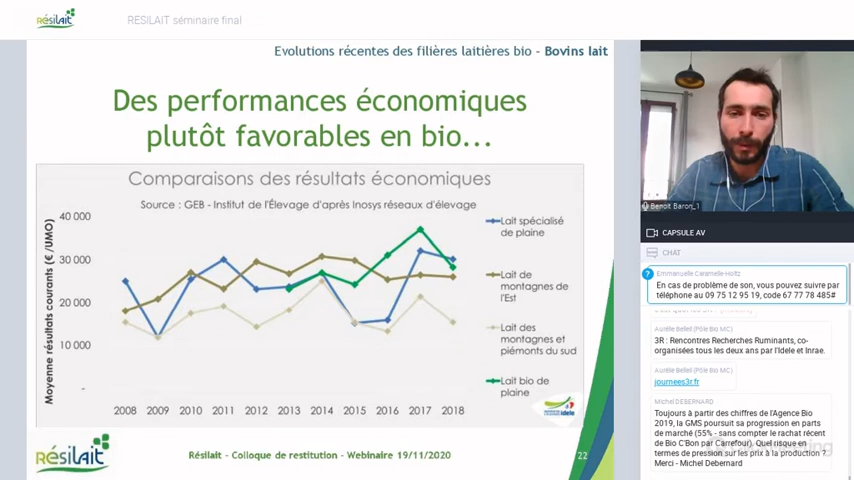 Résilait
RESILAIT séminaire final
Evolutions récentes des filières laitières bio - Bovins lait
Des performances économiques
plutôt favorables en bio...
Comparaisons des résultats économiques
Source : GEB - Institut de l'Élevage d'après Inosys réseaux d'élevage
Moyenne résultats courants (€ /UMO)
40 000
30 000
20 000
10 000
-
2008 2009 2010 2011 2012 2013 2014 2015 2016 2017 2018
Lait spécialisé
de plaine
Lait de
montagnes de
l'Est
Lait des
montagnes et
piémonts du sud
Lait bio de
plaine
idele
Résilait
Résilait - Colloque de restitution - Webinaire 19/11/2020
22
Benoit Baron_1
CAPSULE AV
CHAT
?
Emmanuelle Caramelle-Holtz
En cas de problème de son, vous pouvez suivre par
téléphone au 09 75 12 95 19, code 67 77 78 485#
Aurélie Belleil (Pôle Bio MC)
3R : Rencontres Recherches Ruminants, co-
organisées tous les deux ans par l'Idele et Inrae.
Aurélie Belleil (Pôle Bio MC)
journees3r.fr
Michel DEBERNARD
Toujours à partir des chiffres de l'Agence Bio
2019, la GMS poursuit sa progression en parts
de marché (55% - sans compter le rachat récent
de Bio C'Bon par Carrefour). Quel risque en
termes de pression sur les prix à la production ?
Merci - Michel Debernard